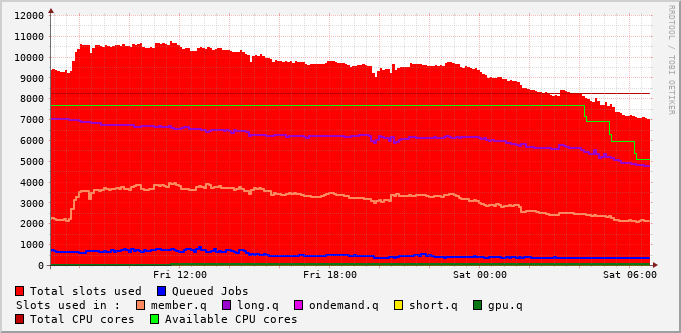 12000
11000
10000
9000
8000
7000
6000
5000
4000
3000
2000
1000
0
Fri 12:00 Fri 18:00 Sat 00:00 Sat 06:00
RRDTOOL / TOBI OETIKER
Total slots used Queued Jobs
Slots used in : member.q long.q ondemand.q short.q gpu.q
Total CPU cores Available CPU cores